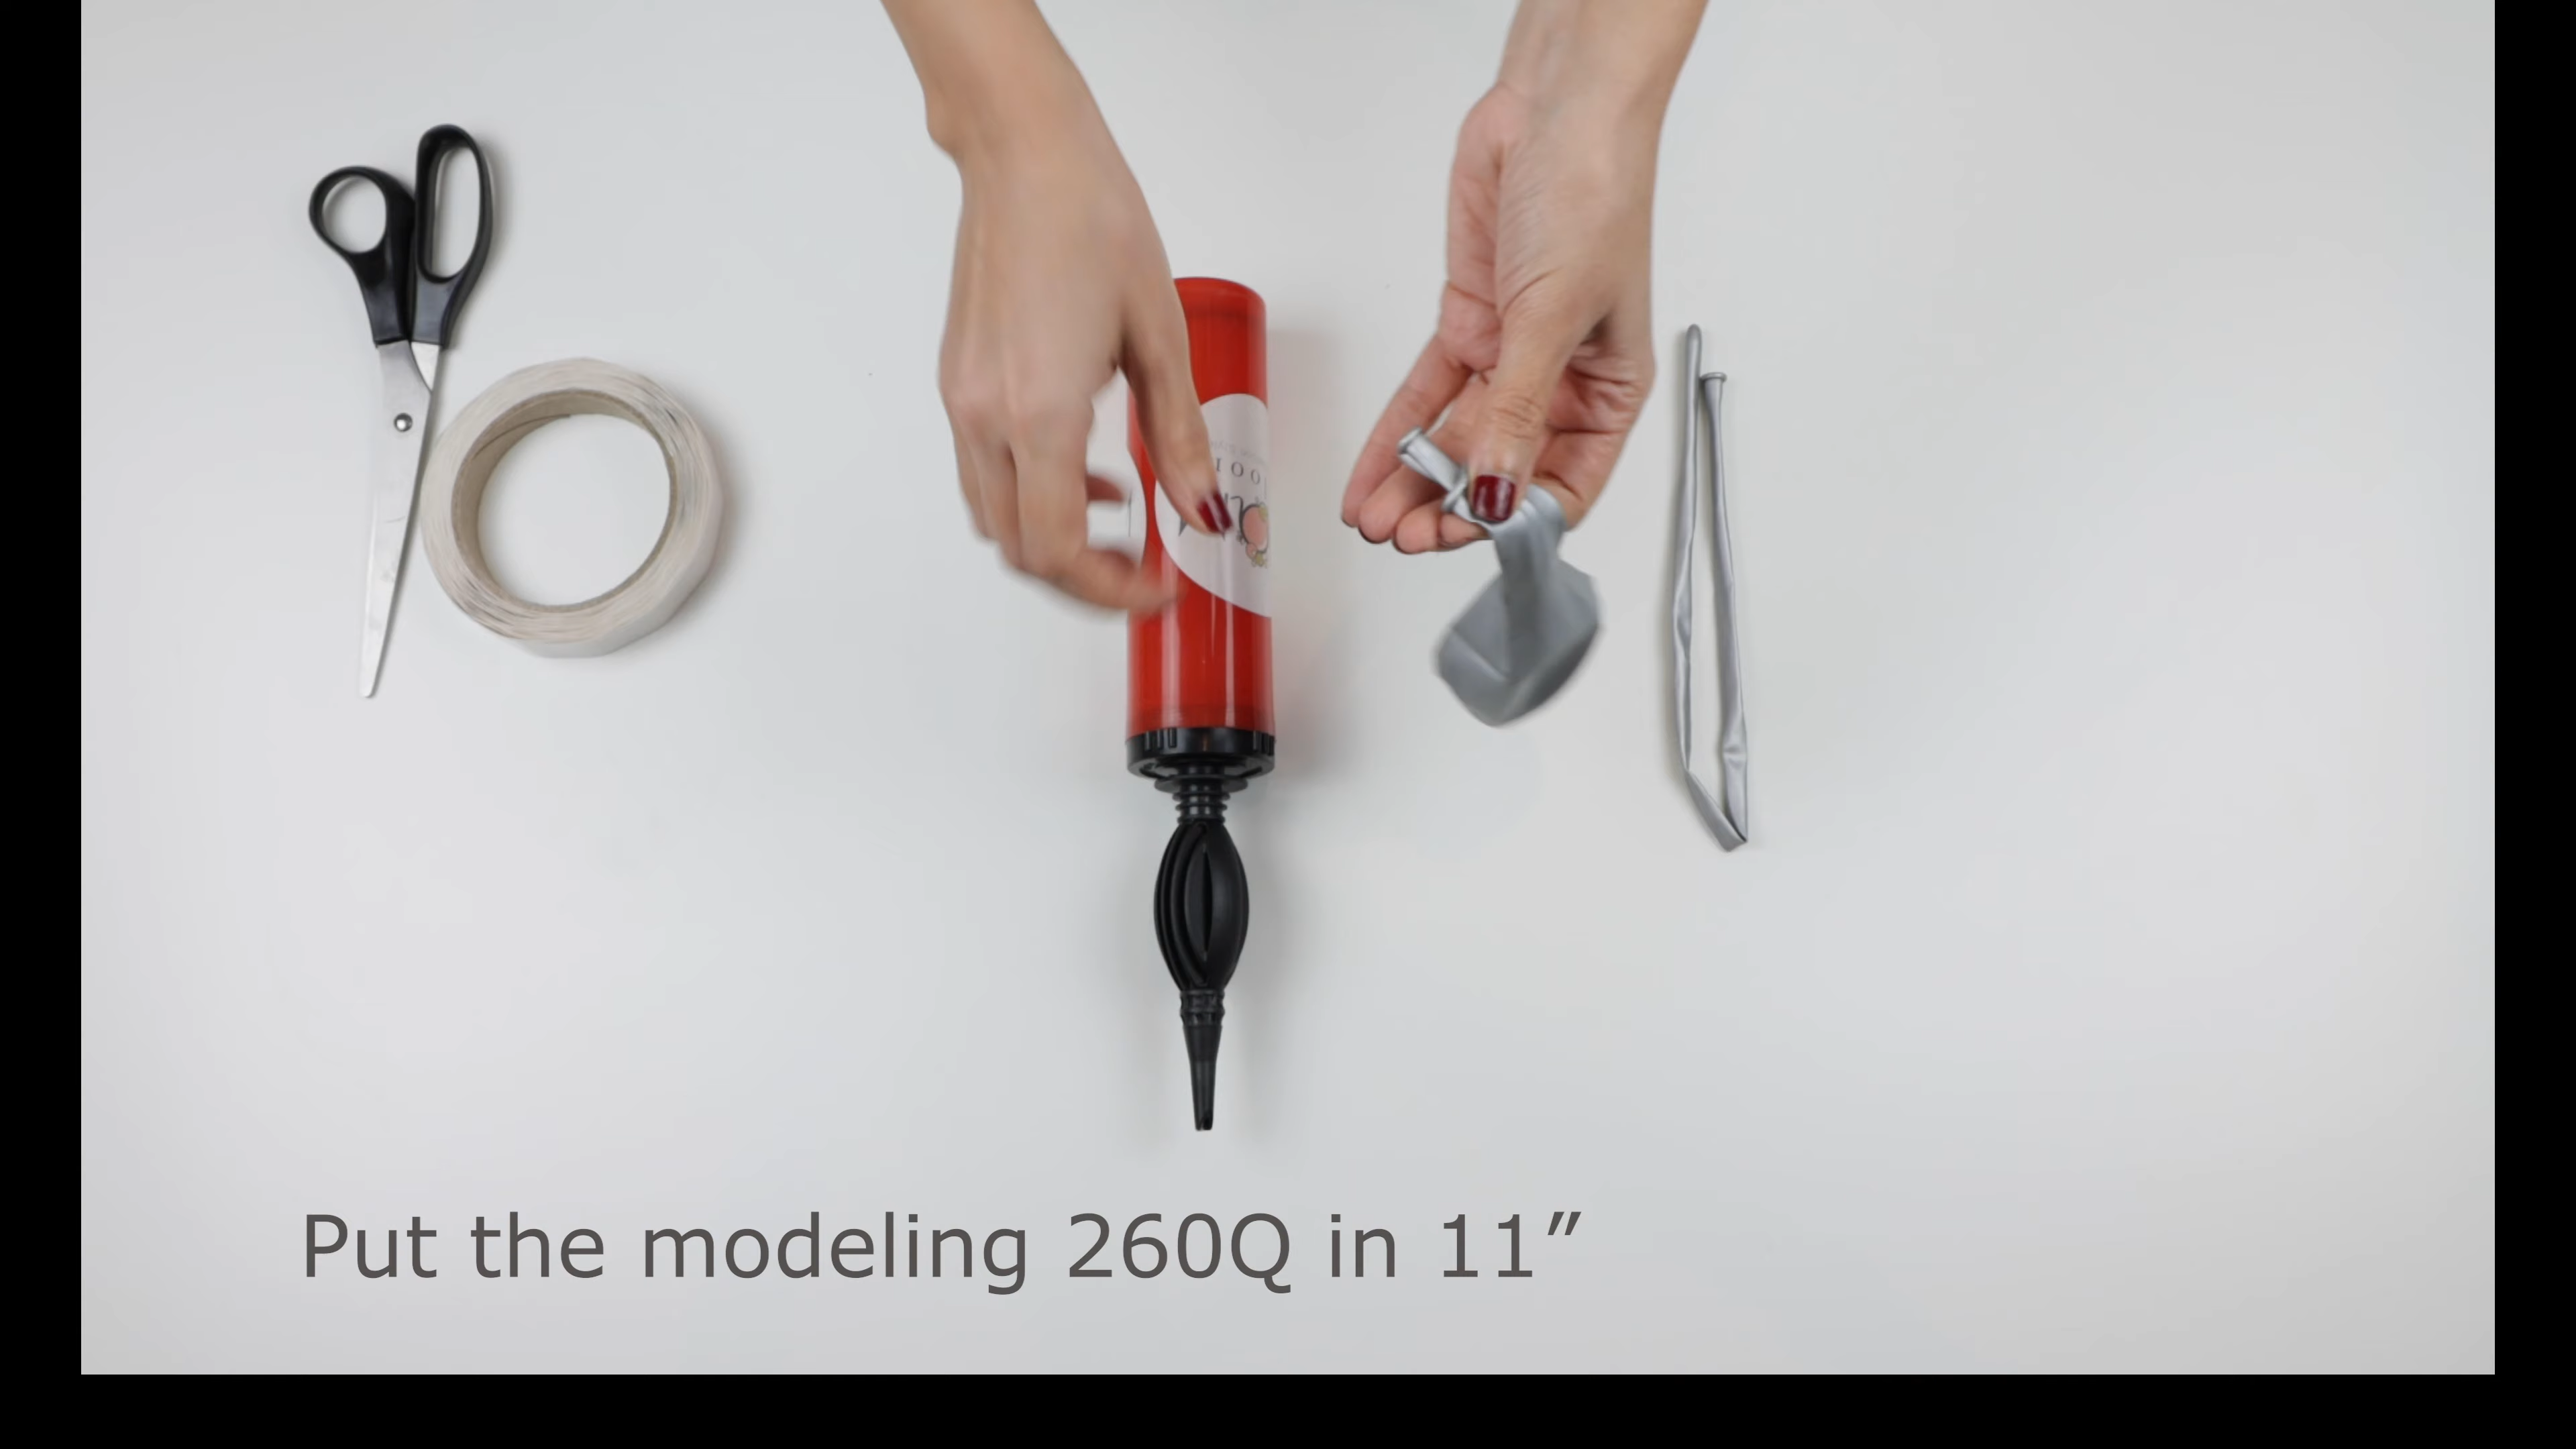 Put the modeling 260Q in 11”